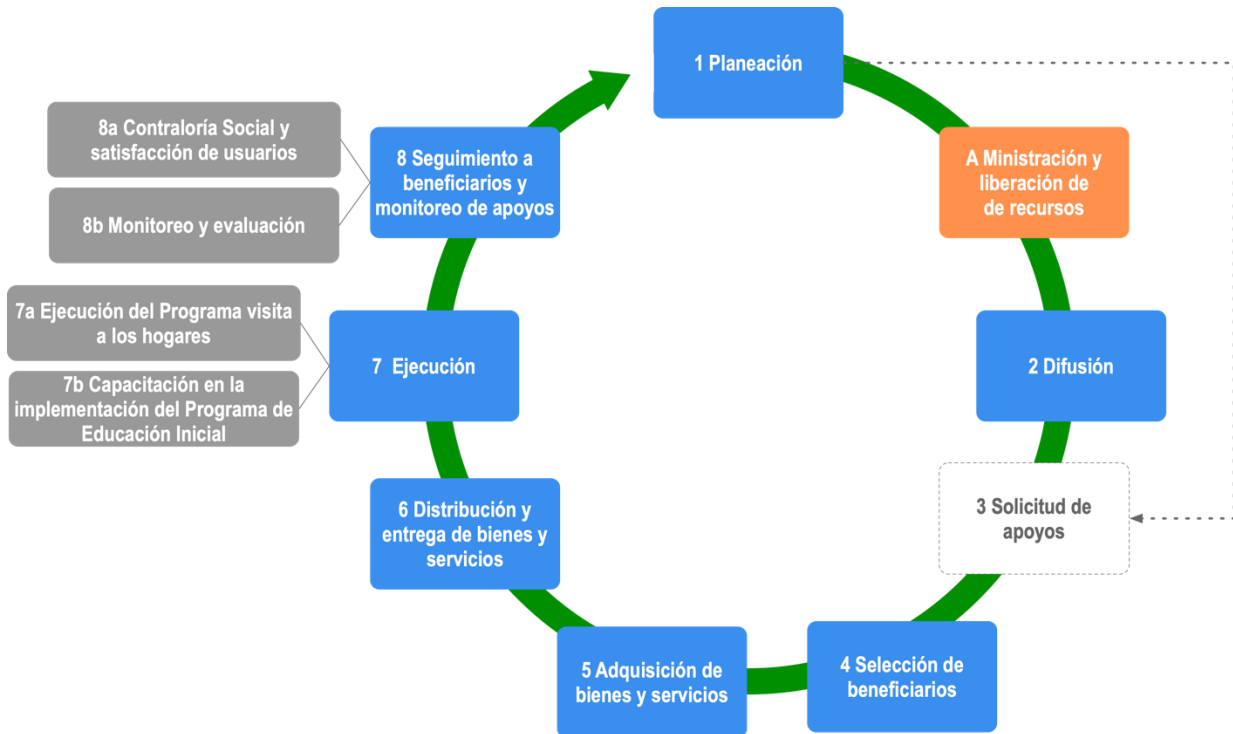 1 Planeación
A Ministración y
liberación de
de recursos
2 Difusión
3 Solicitud de
apoyos
4 Selección de
beneficiarios
5 Adquisición de
bienes y servicios
6 Distribución y
entrega de bienes y
servicios
7 Ejecución
7a Ejecución del Programa visita
a los hogares
7b Capacitación en la
implementación del Programa de
Educación Inicial
8 Seguimiento a
beneficiarios y
monitoreo de apoyos
8a Contraloría Social y
satisfacción de usuarios
8b Monitoreo y evaluación